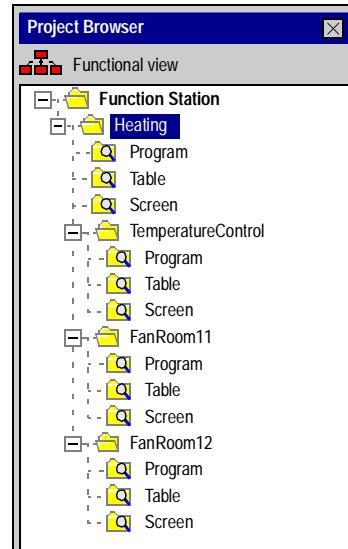 Project Browser
Functional view
Function Station
Heating
Program
Table
Screen
TemperatureControl
Program
Table
Screen
FanRoom11
Program
Table
Screen
FanRoom12
Program
Table
Screen